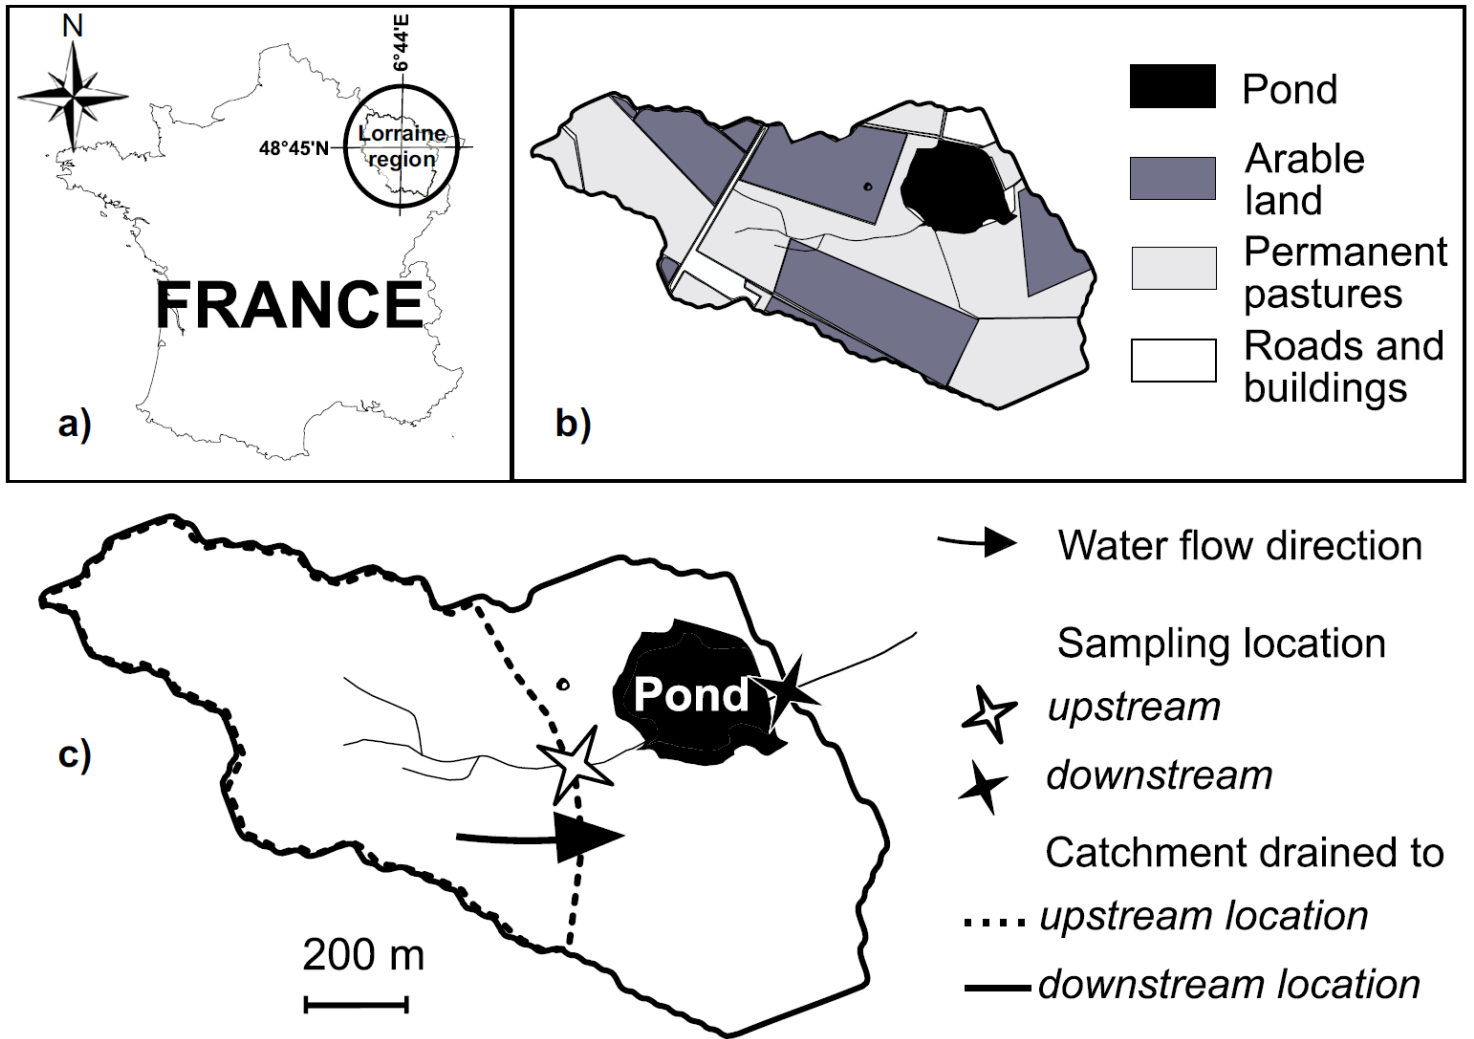 N
6°44'E
48°45'N
Lorraine
region
FRANCE
a)
b)
Pond
Arable
land
Permanent
pastures
Roads and
buildings
c)
Pond
200 m
Water flow direction
Sampling location
upstream
downstream
Catchment drained to
upstream location
downstream location